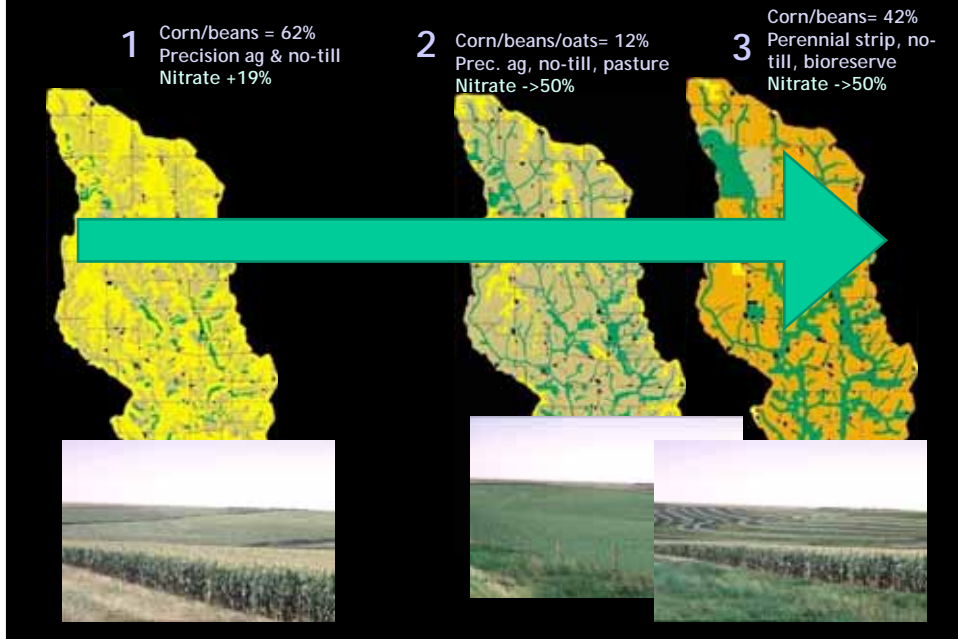 1
Corn/beans = 62%
Precision ag & no-till
Nitrate +19%
2
Corn/beans/oats= 12%
Prec. ag, no-till, pasture
Nitrate ->50%
3
Corn/beans= 42%
Perennial strip, no-
till, bioreserve
Nitrate ->50%